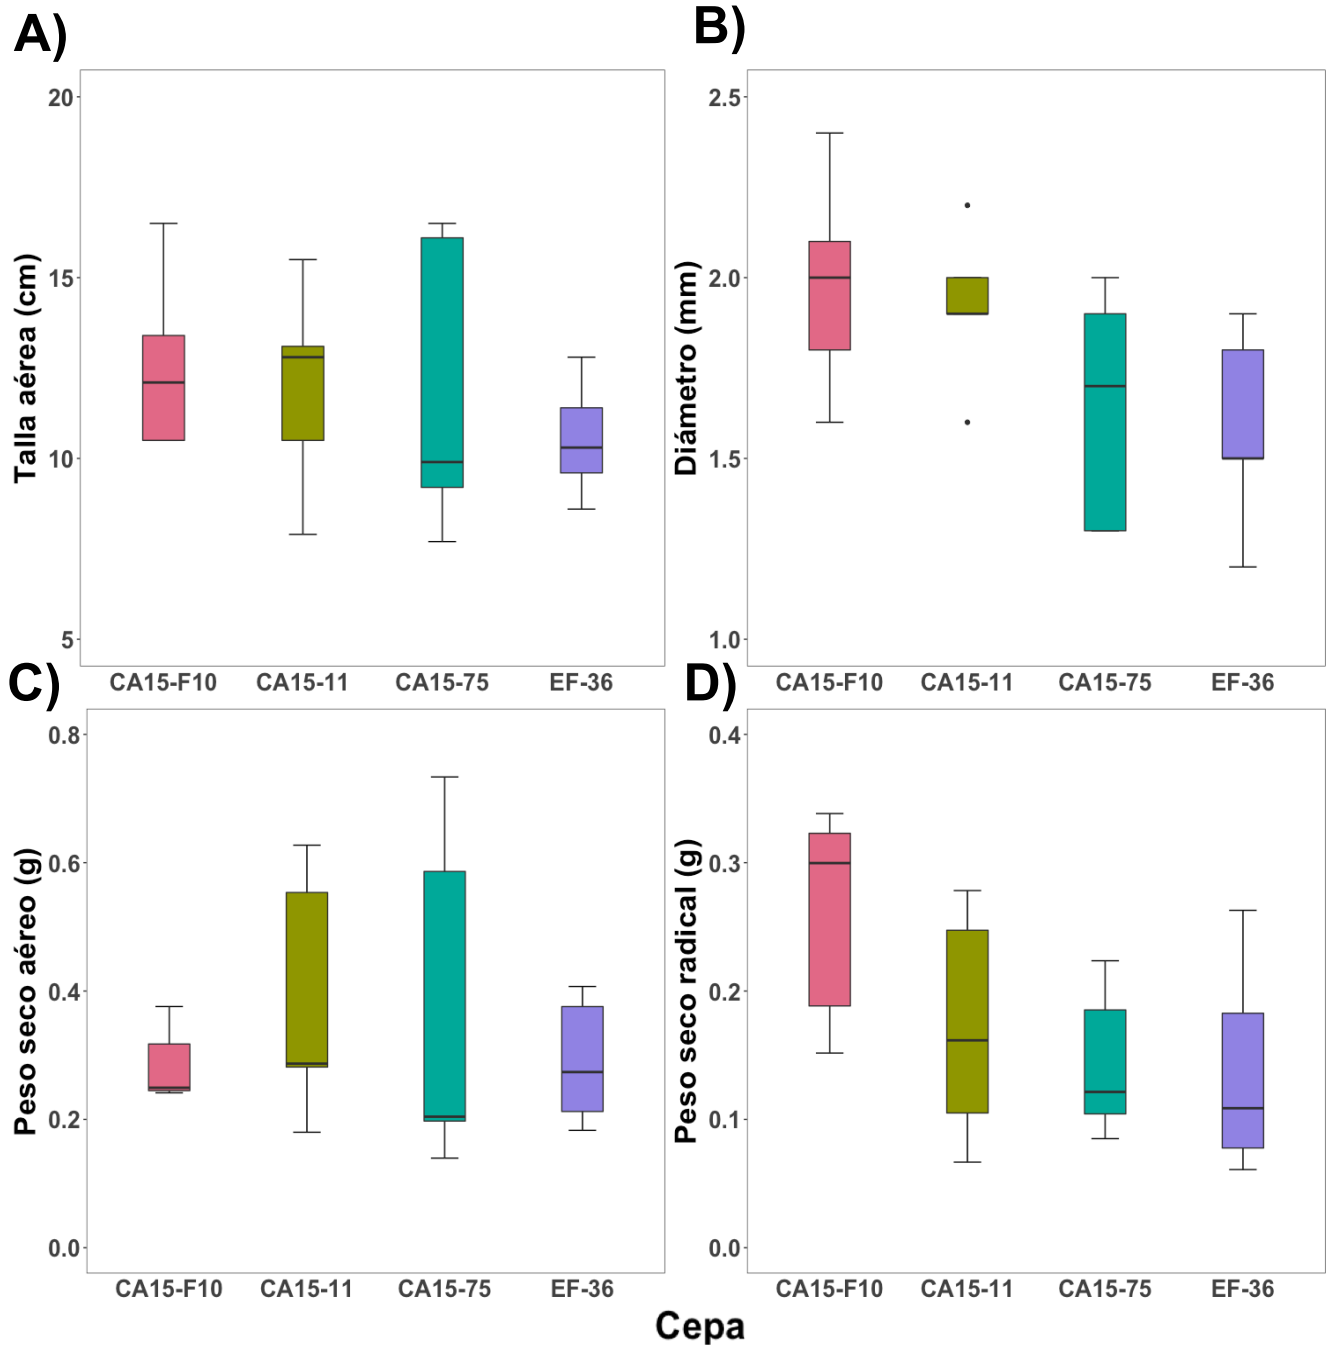 A)
Talla aérea (cm)
20
15
10
5
CA15-F10 CA15-11 CA15-75 EF-36
B)
Diámetro (mm)
2.5
2.0
1.5
1.0
CA15-F10 CA15-11 CA15-75 EF-36
C)
Peso seco aéreo (g)
0.8
0.6
0.4
0.2
0.0
CA15-F10 CA15-11 CA15-75 EF-36
D)
Peso seco radical (g)
0.4
0.3
0.2
0.1
0.0
CA15-F10 CA15-11 CA15-75 EF-36
Cepa